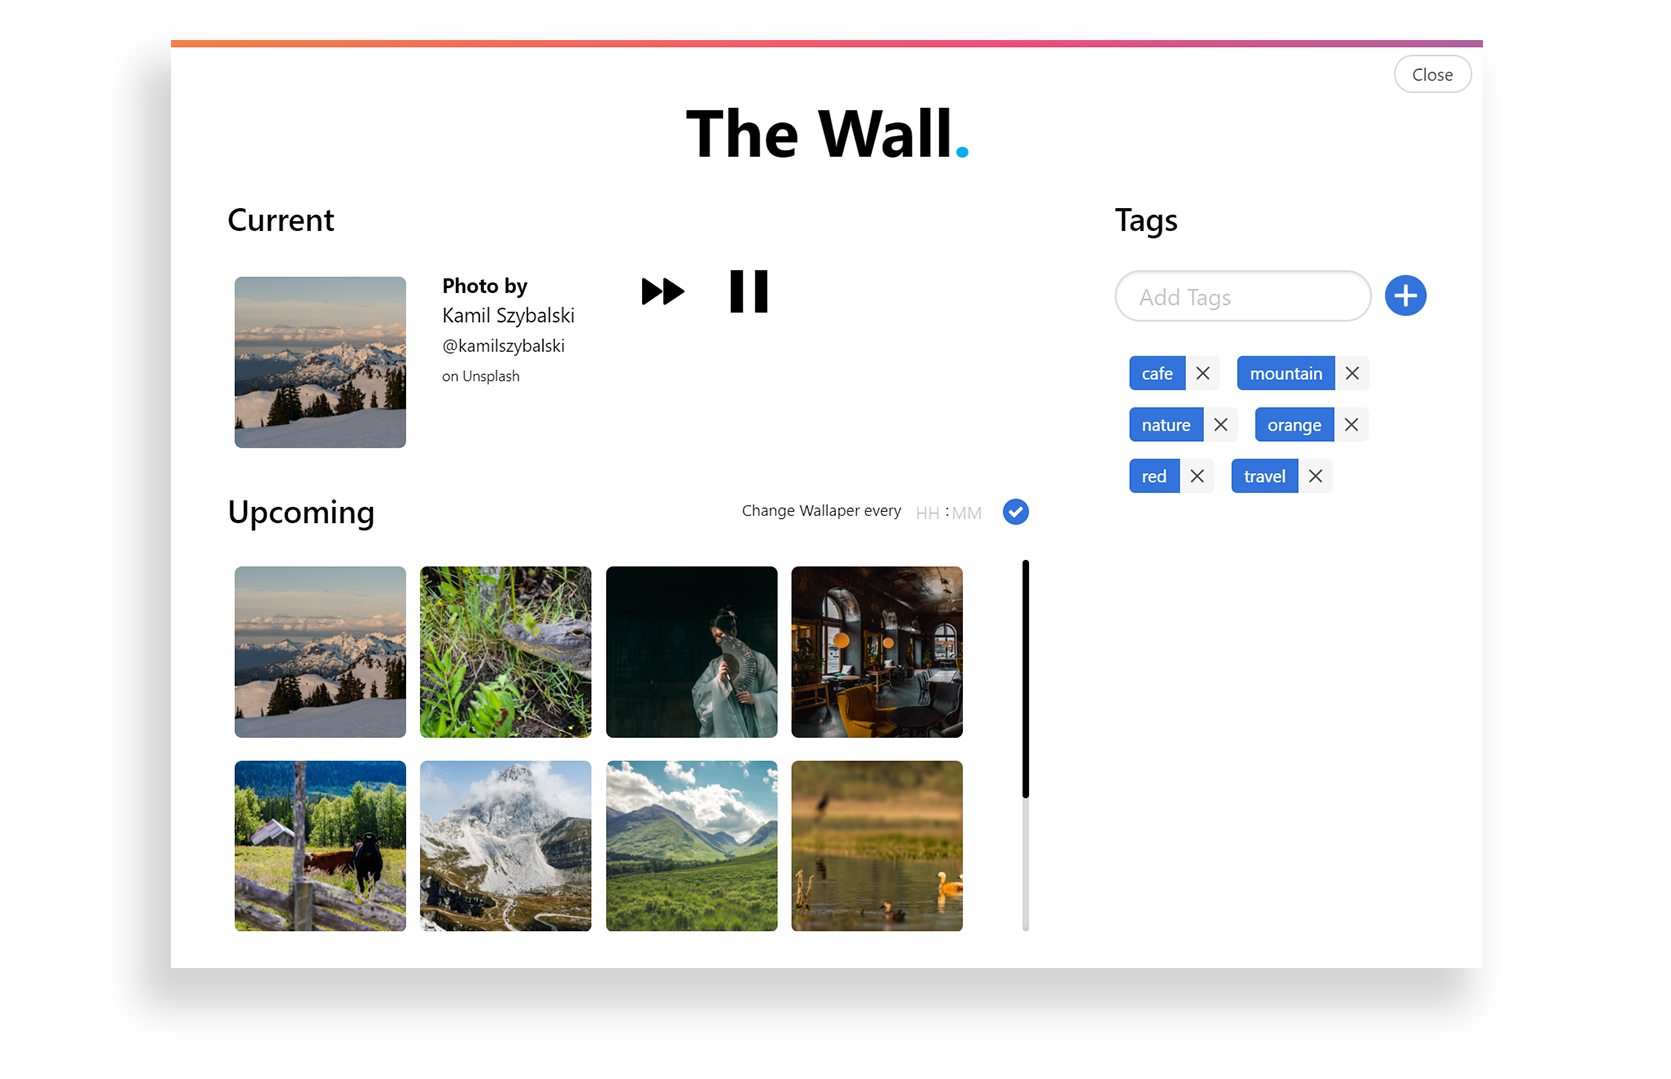 Close
The Wall.
Current
Photo by
Kamil Szybalski
@kamilszybalski
on Unsplash
Tags
Add Tags
cafe
mountain
nature
orange
red
travel
Upcoming
Change Wallaper every HH : MM